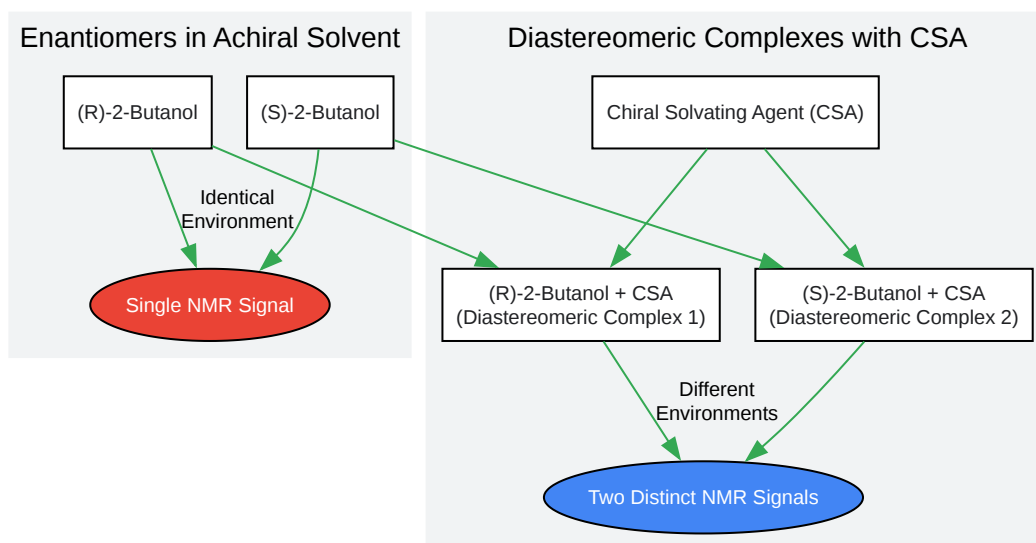 Enantiomers in Achiral Solvent
(R)-2-Butanol
(S)-2-Butanol
Identical
Environment
Single NMR Signal
Diastereomeric Complexes with CSA
Chiral Solvating Agent (CSA)
(R)-2-Butanol + CSA
(Diastereomeric Complex 1)
(S)-2-Butanol + CSA
(Diastereomeric Complex 2)
Different
Environments
Two Distinct NMR Signals